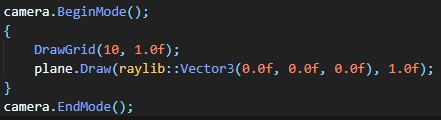 camera.BeginMode();
{
    DrawGrid(10, 1.0f);
    plane.Draw(raylib::Vector3(0.0f, 0.0f, 0.0f), 1.0f);
}
camera.EndMode();